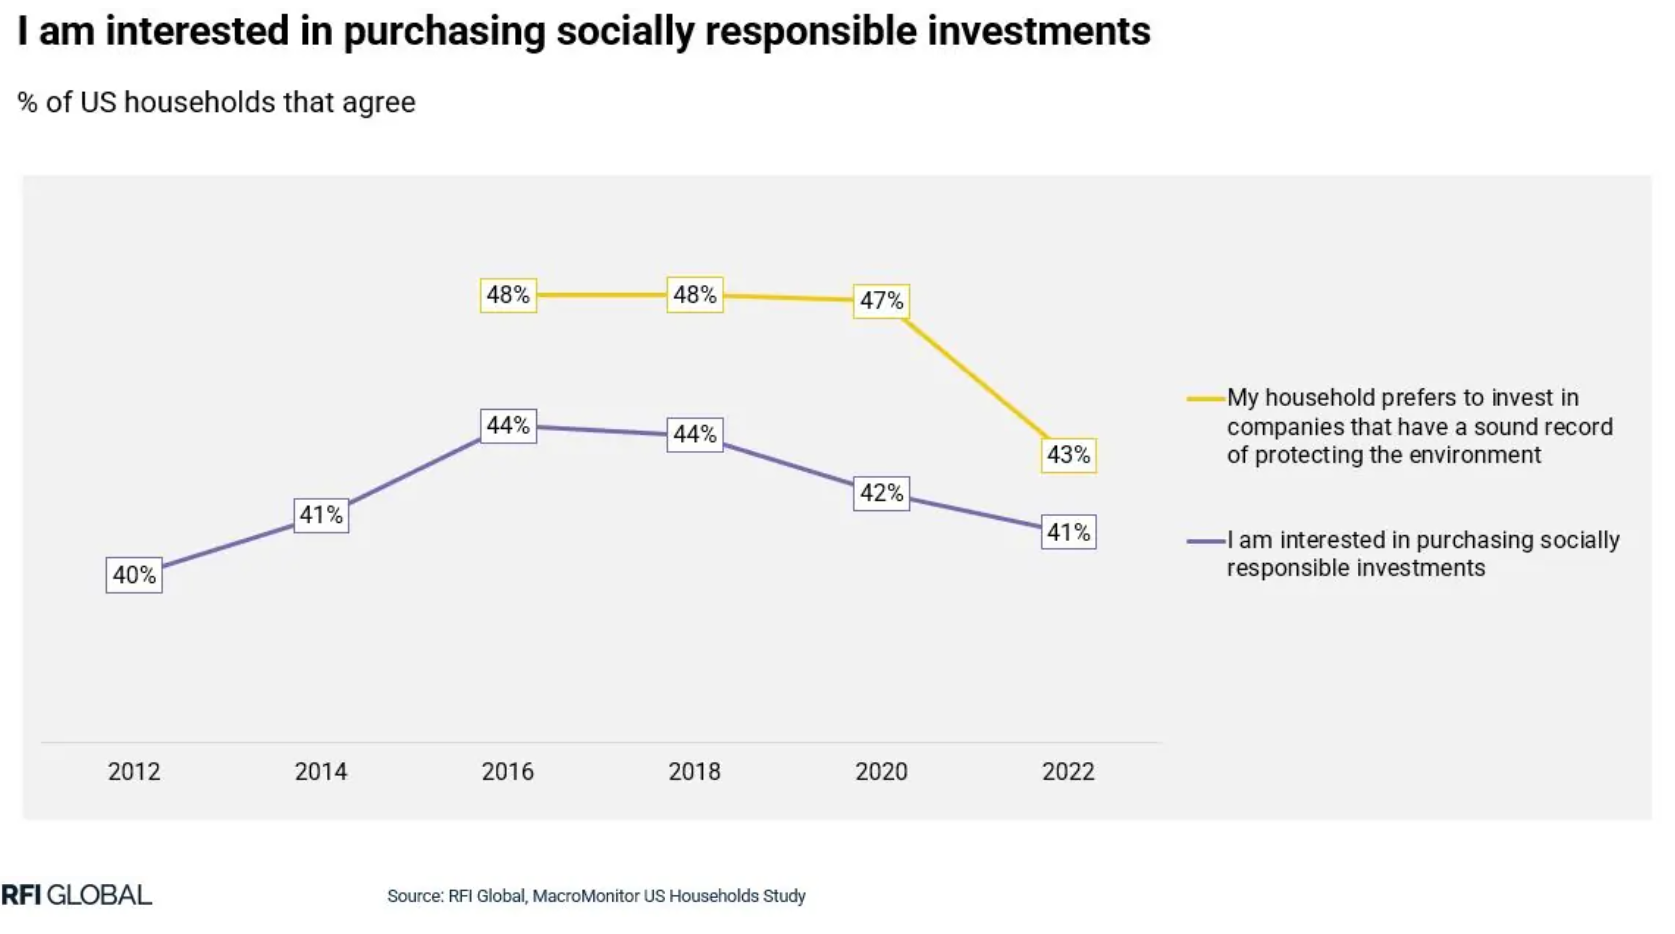 I am interested in purchasing socially responsible investments
% of US households that agree
48%
48%
47%
43%
44%
44%
42%
41%
41%
40%
My household prefers to invest in
companies that have a sound record
of protecting the environment
I am interested in purchasing socially
responsible investments
2012 2014 2016 2018 2020 2022
RFI GLOBAL
Source: RFI Global, MacroMonitor US Households Study